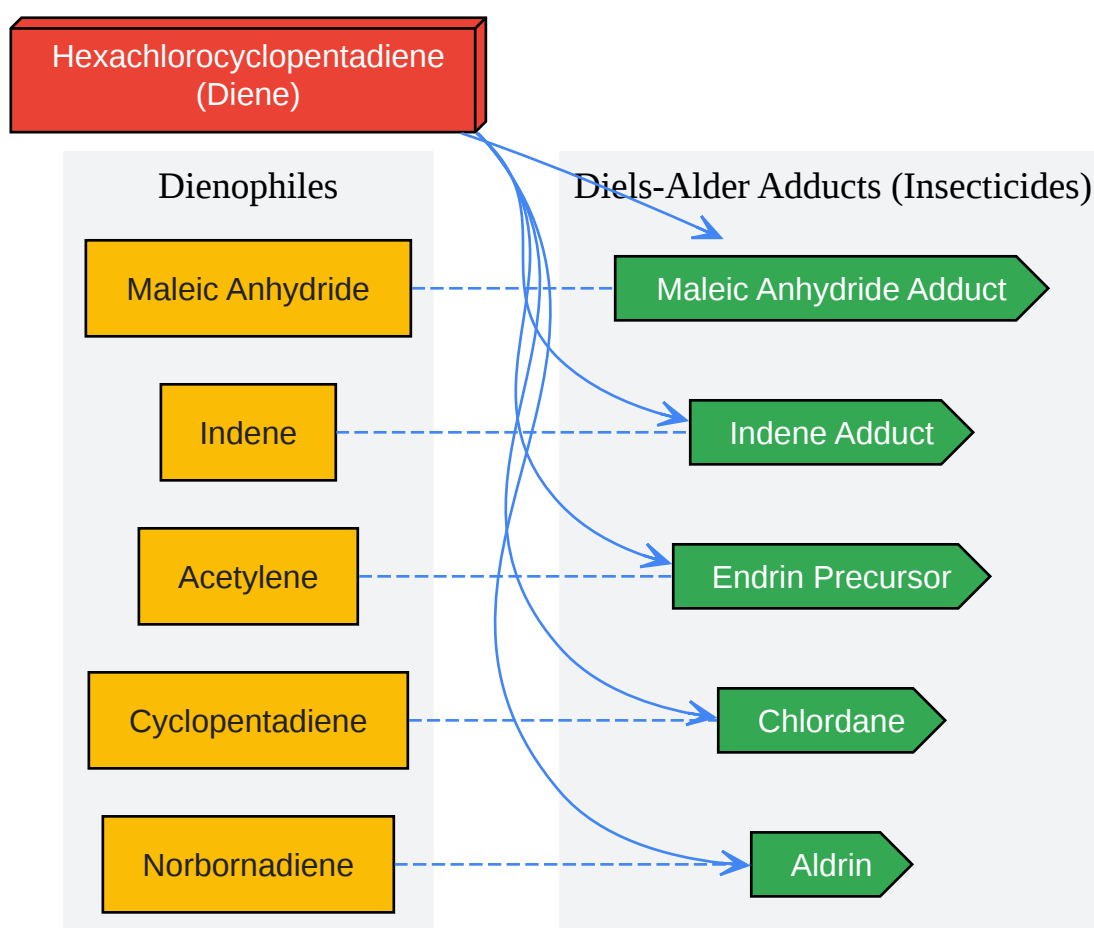 Hexachlorocyclopentadiene
(Diene)
Dienophiles
Diels-Alder Adducts (Insecticides)
Maleic Anhydride
Maleic Anhydride Adduct
Indene
Indene Adduct
Acetylene
Endrin Precursor
Cyclopentadiene
Chlordane
Norbornadiene
Aldrin